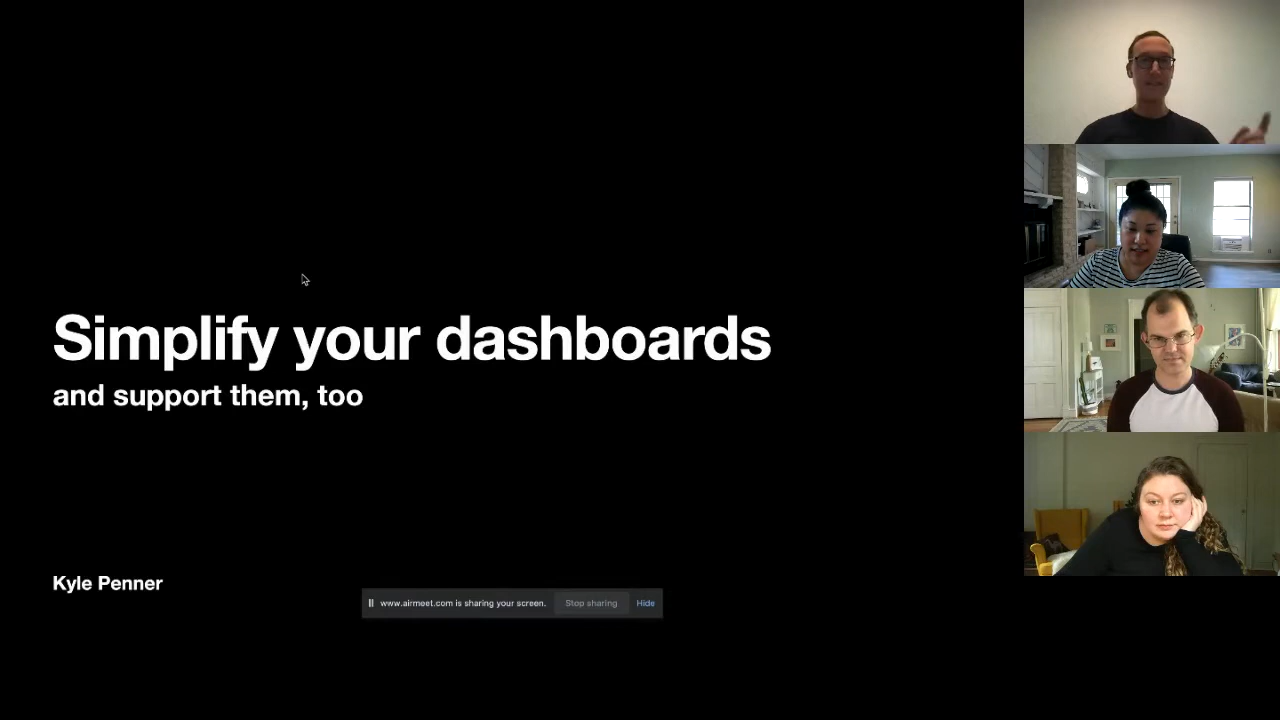 Simplify your dashboards
and support them, too
Kyle Penner
www.airmeet.com is sharing your screen. Stop sharing Hide